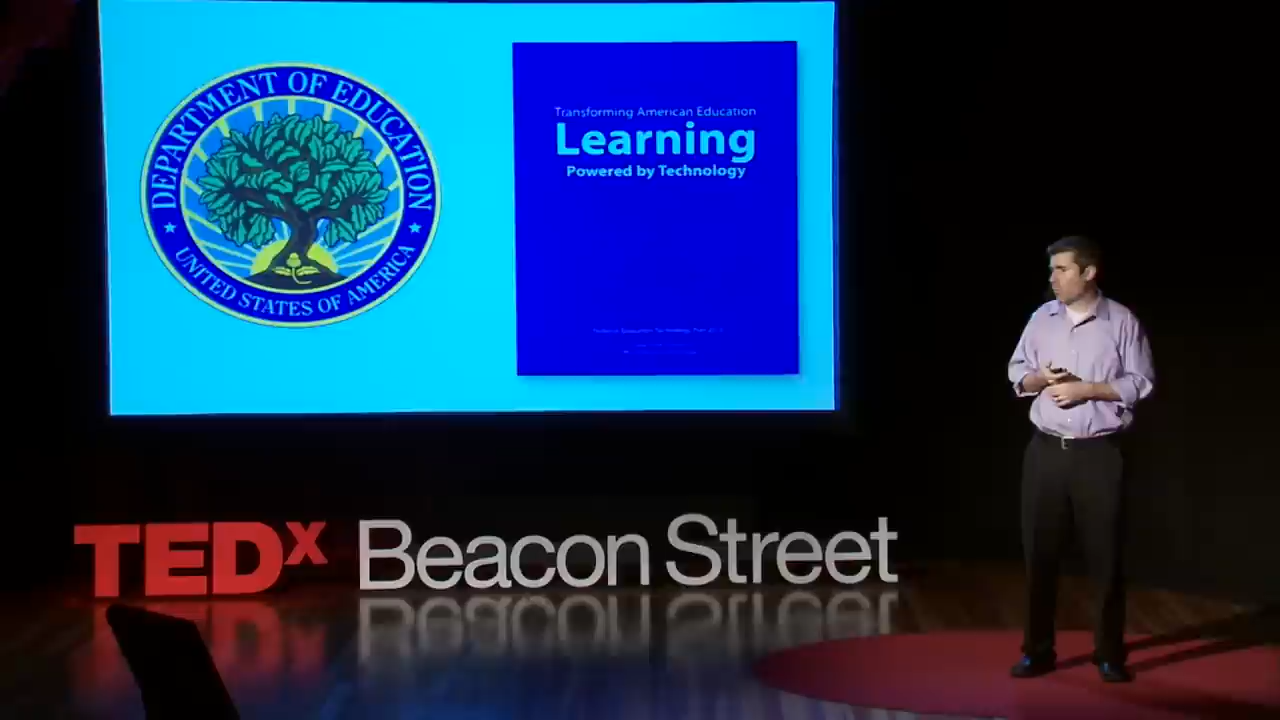 DEPARTMENT OF EDUCATION
UNITED STATES OF AMERICA
Transforming American Education
Learning
Powered by Technology
TEDx Beacon Street